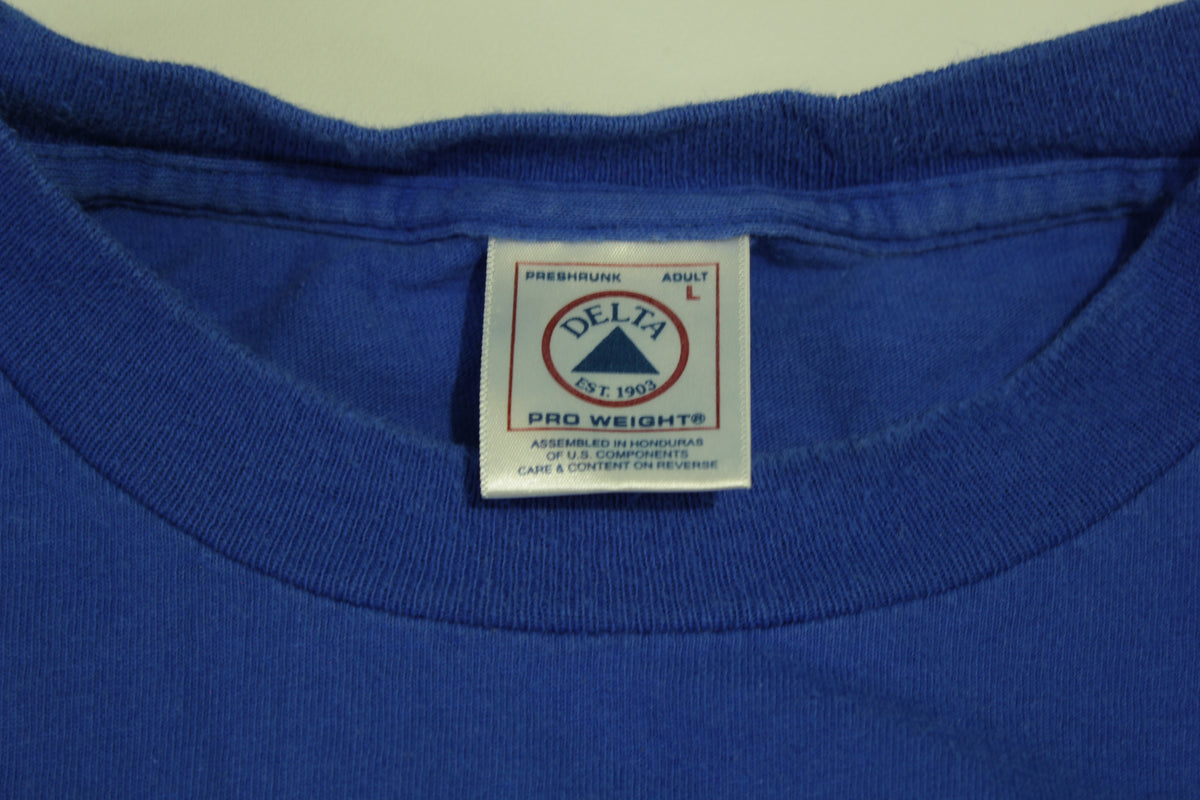 PRESHRUNK ADULT
L
DELTA
EST. 1903
PRO WEIGHT®
ASSEMBLED IN HONDURAS
OF U.S. COMPONENTS
CARE & CONTENT ON REVERSE